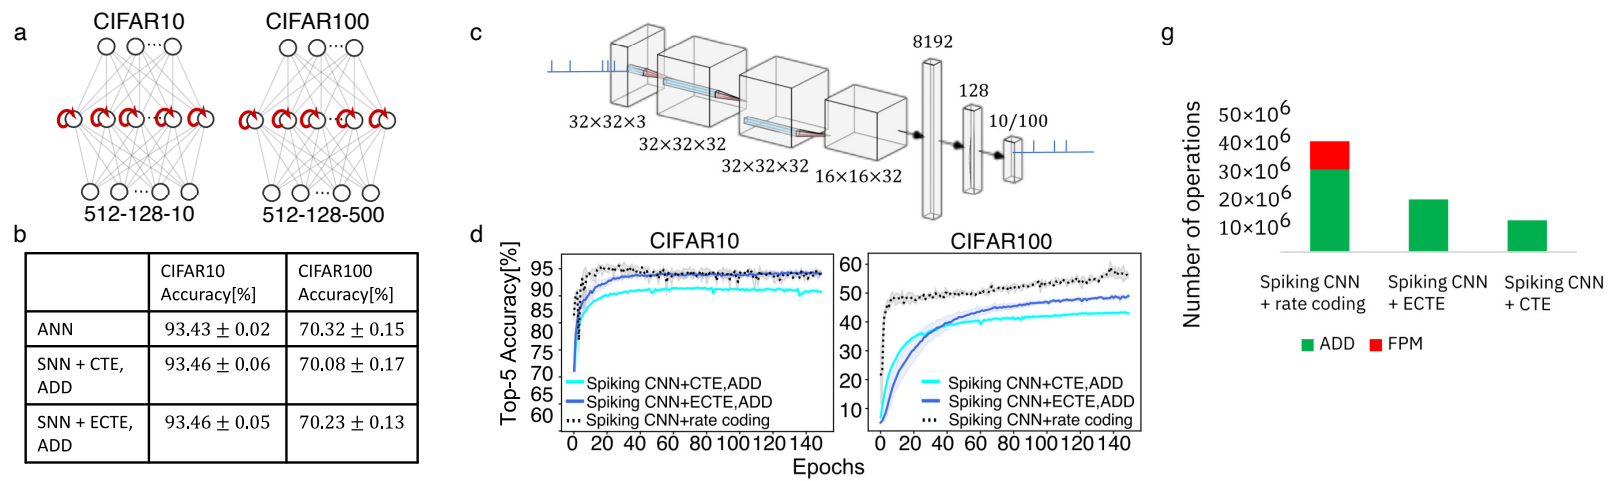 a
CIFAR10
CIFAR100
512-128-10
512-128-500
b
CIFAR10 Accuracy[%]
CIFAR100 Accuracy[%]
ANN
93.43 ± 0.02
70.32 ± 0.15
SNN + CTE, ADD
93.46 ± 0.06
70.08 ± 0.17
SNN + ECTE, ADD
93.46 ± 0.05
70.23 ± 0.13
c
32×32×3
32×32×32
32×32×32
16×16×32
8192
128
10/100
d
CIFAR10
Top-5 Accuracy[%]
95
90
85
80
75
70
65
60
Spiking CNN+CTE,ADD
Spiking CNN+ECTE,ADD
Spiking CNN+rate coding
0 20 40 60 80 100 120 140
CIFAR100
60
50
40
30
20
10
Spiking CNN+CTE,ADD
Spiking CNN+ECTE,ADD
Spiking CNN+rate coding
0 20 40 60 80 100 120 140
Epochs
g
Number of operations
50×10⁶
40×10⁶
30×10⁶
20×10⁶
10×10⁶
Spiking CNN
+ rate coding
Spiking CNN
+ ECTE
Spiking CNN
+ CTE
ADD
FPM